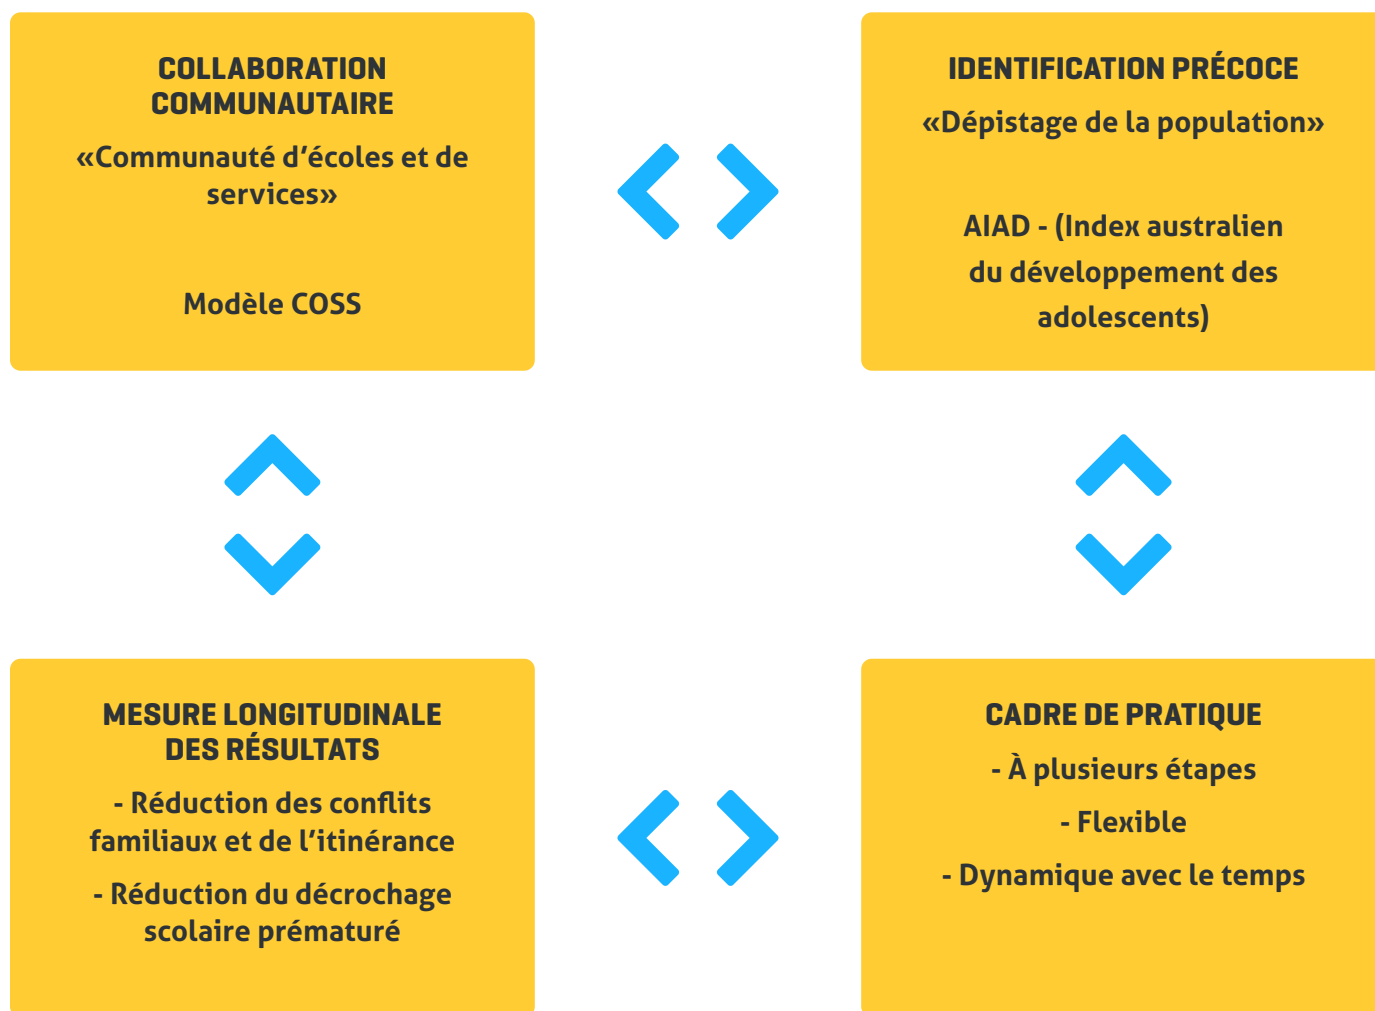 COLLABORATION
COMMUNAUTAIRE
«Communauté d'écoles et de
services»
Modèle COSS
IDENTIFICATION PRÉCOCE
«Dépistage de la population»
AIAD - (Index australien
du développement des
adolescents)
MESURE LONGITUDINALE
DES RÉSULTATS
- Réduction des conflits
familiaux et de l'itinérance
- Réduction du décrochage
scolaire prématuré
CADRE DE PRATIQUE
- À plusieurs étapes
- Flexible
- Dynamique avec le temps